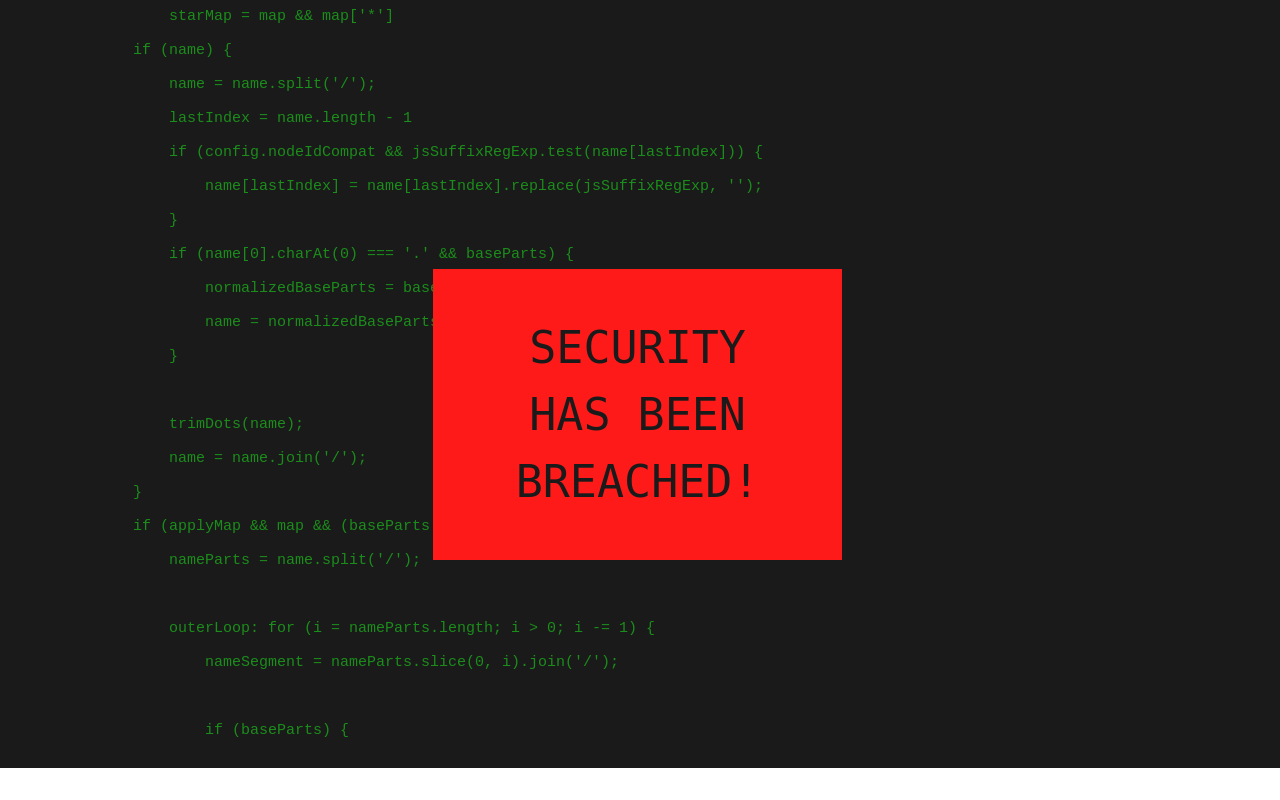 starMap = map && map['*']
if (name) {
name = name.split('/');
lastIndex = name.length - 1
if (config.nodeIdCompat && jsSuffixRegExp.test(name[lastIndex])) {
name[lastIndex] = name[lastIndex].replace(jsSuffixRegExp, '');
}
if (name[0].charAt(0) === '.' && baseParts) {
normalizedBaseParts = base
name = normalizedBaseParts
}
trimDots(name);
name = name.join('/');
}
if (applyMap && map && (baseParts
nameParts = name.split('/');
outerLoop: for (i = nameParts.length; i > 0; i -= 1) {
nameSegment = nameParts.slice(0, i).join('/');
if (baseParts) {
SECURITY
HAS BEEN
BREACHED!